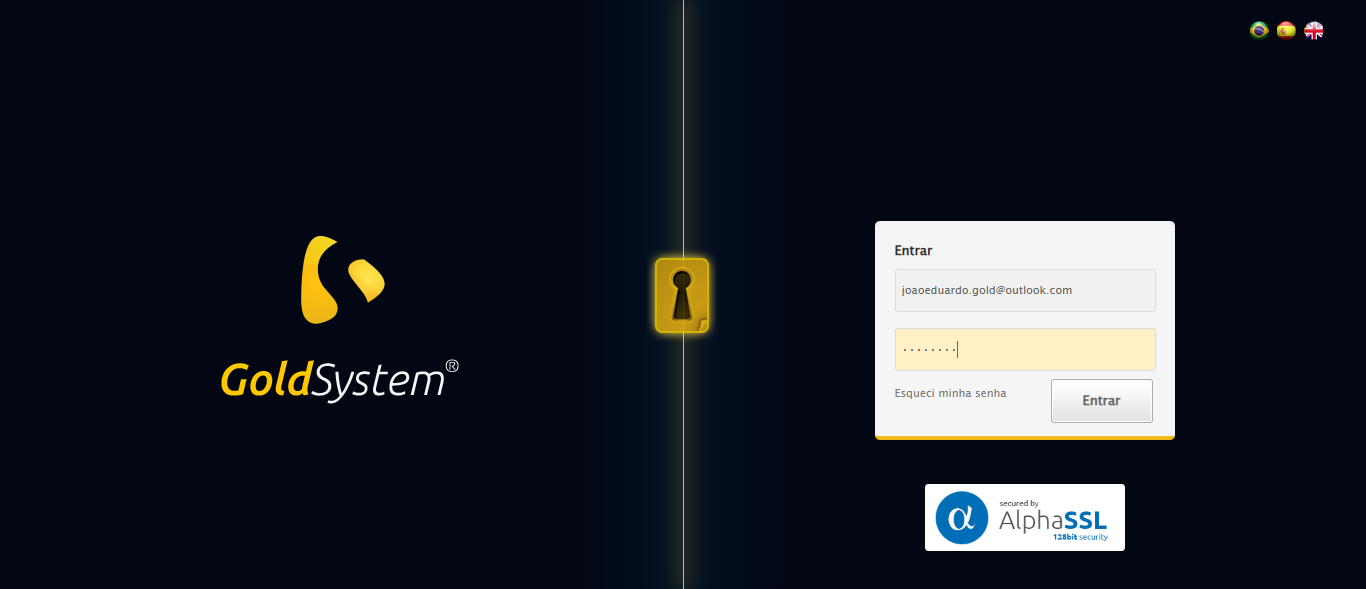 Entrar
joaoeduardo.gold@outlook.com
········
Esqueci minha senha
Entrar
GoldSystem®
α
secured by
AlphaSSL
128bit security